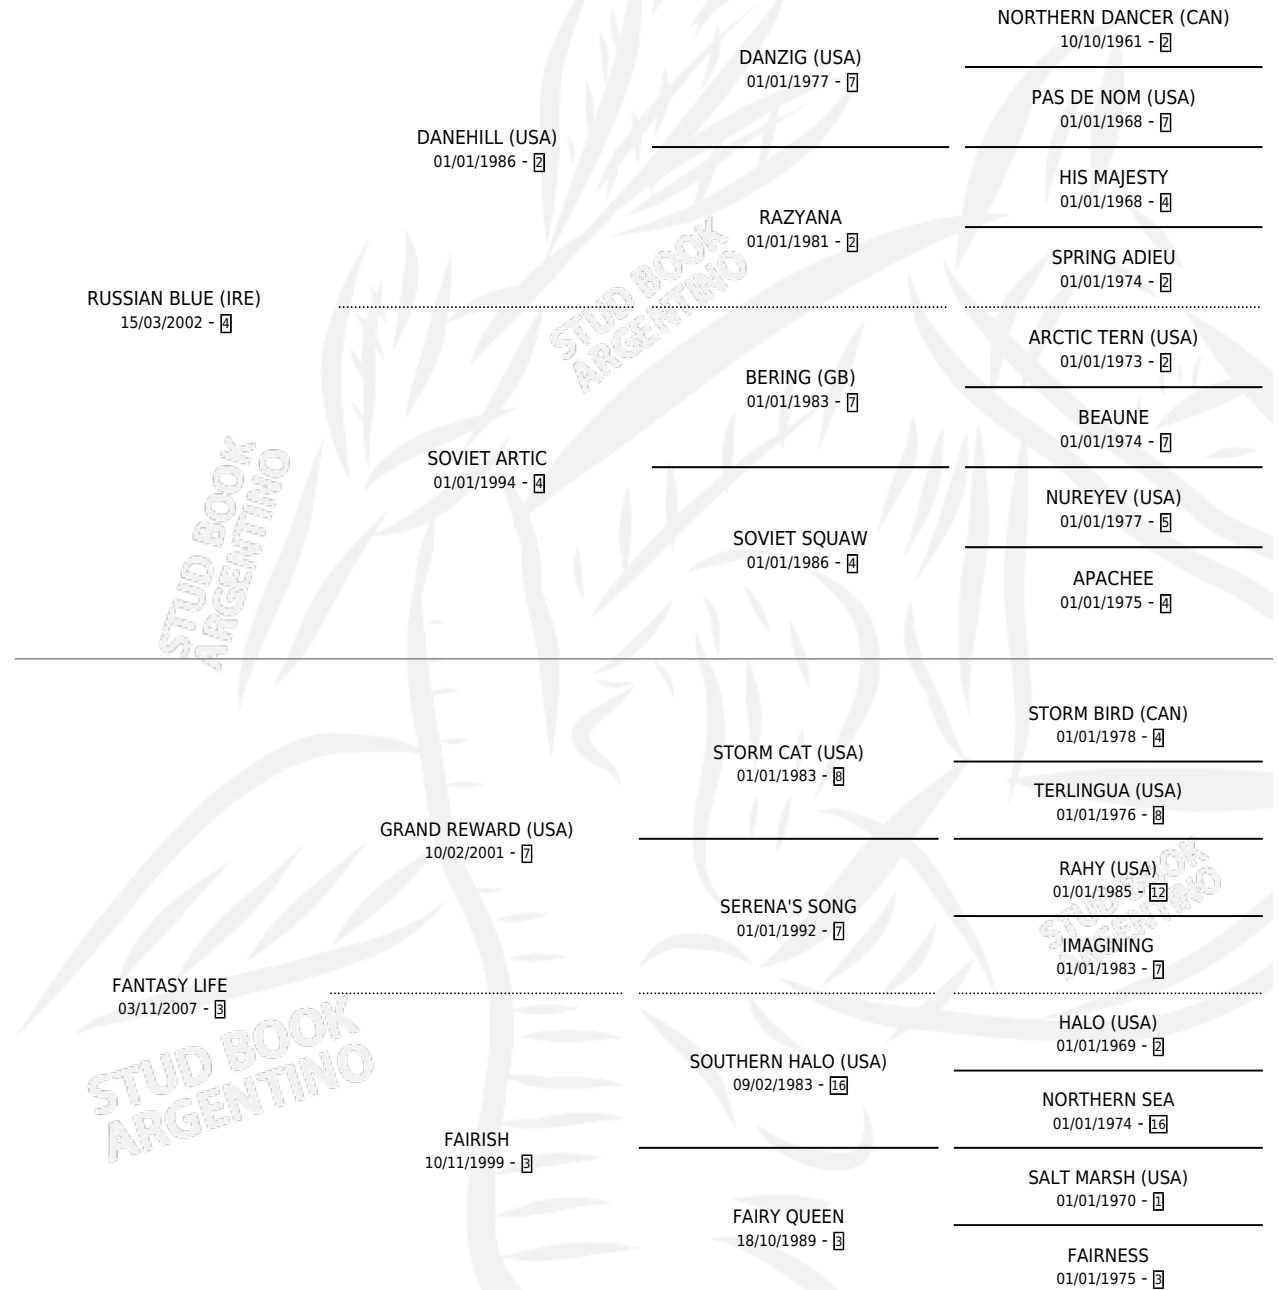 NORTHERN DANCER (CAN)
10/10/1961 - 2
DANZIG (USA)
01/01/1977 - 7
PAS DE NOM (USA)
01/01/1968 - 7
DANEHILL (USA)
01/01/1986 - 2
HIS MAJESTY
01/01/1968 - 4
RAZYANA
01/01/1981 - 2
SPRING ADIEU
01/01/1974 - 2
RUSSIAN BLUE (IRE)
15/03/2002 - 4
STUD BOOK
ARGENTINO
ARCTIC TERN (USA)
01/01/1973 - 2
BERING (GB)
01/01/1983 - 7
BEAUNE
01/01/1974 - 7
SOVIET ARTIC
01/01/1994 - 4
NUREYEV (USA)
01/01/1977 - 5
SOVIET SQUAW
01/01/1986 - 4
APACHEE
01/01/1975 - 4
STUD BOOK
ARGENTINO
STORM BIRD (CAN)
01/01/1978 - 4
STORM CAT (USA)
01/01/1983 - 8
TERLINGUA (USA)
01/01/1976 - 8
GRAND REWARD (USA)
10/02/2001 - 7
RAHY (USA)
01/01/1985 - 12
SERENA'S SONG
01/01/1992 - 7
STUD BOOK
ARGENTINO
IMAGINING
01/01/1983 - 7
FANTASY LIFE
03/11/2007 - 3
HALO (USA)
01/01/1969 - 2
SOUTHERN HALO (USA)
09/02/1983 - 16
STUD BOOK
ARGENTINO
NORTHERN SEA
01/01/1974 - 16
FAIRISH
10/11/1999 - 3
SALT MARSH (USA)
01/01/1970 - 1
FAIRY QUEEN
18/10/1989 - 3
FAIRNESS
01/01/1975 - 3